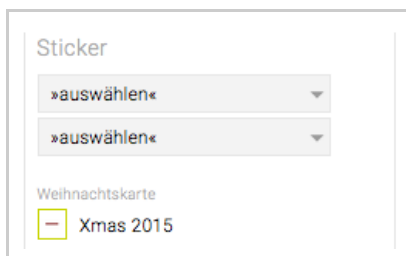 Sticker
»auswählen«
»auswählen«
Weihnachtskarte
Xmas 2015